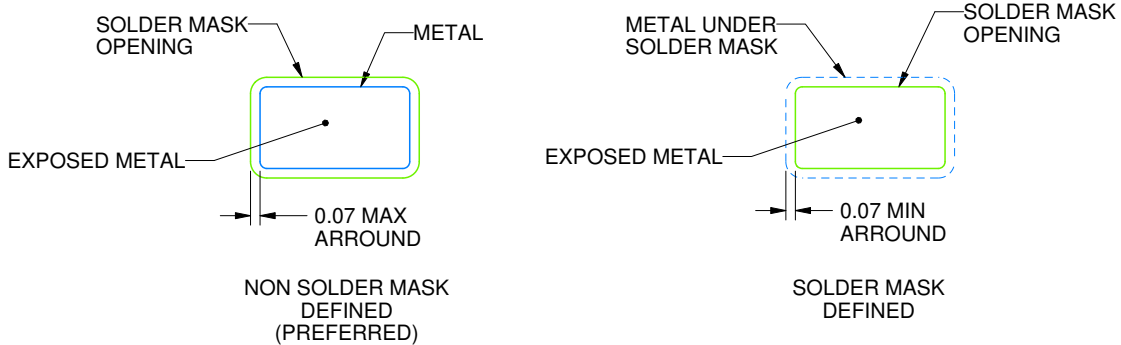 SOLDER MASK
OPENING
METAL
EXPOSED METAL
0.07 MAX
ARROUND
NON SOLDER MASK
DEFINED
(PREFERRED)
METAL UNDER
SOLDER MASK
SOLDER MASK
OPENING
EXPOSED METAL
0.07 MIN
ARROUND
SOLDER MASK
DEFINED